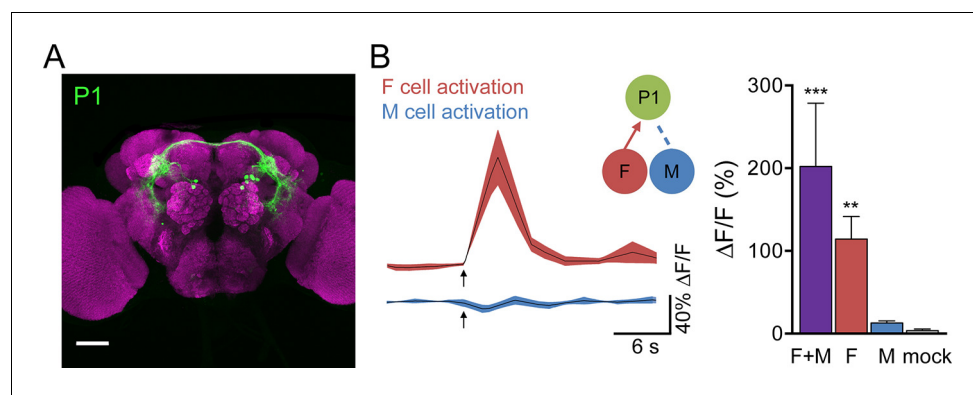 A
P1
B
F cell activation
M cell activation
P1
F
M
40% ΔF/F
6 s
ΔF/F (%)
300
200
100
0
***
**
F+M F M mock